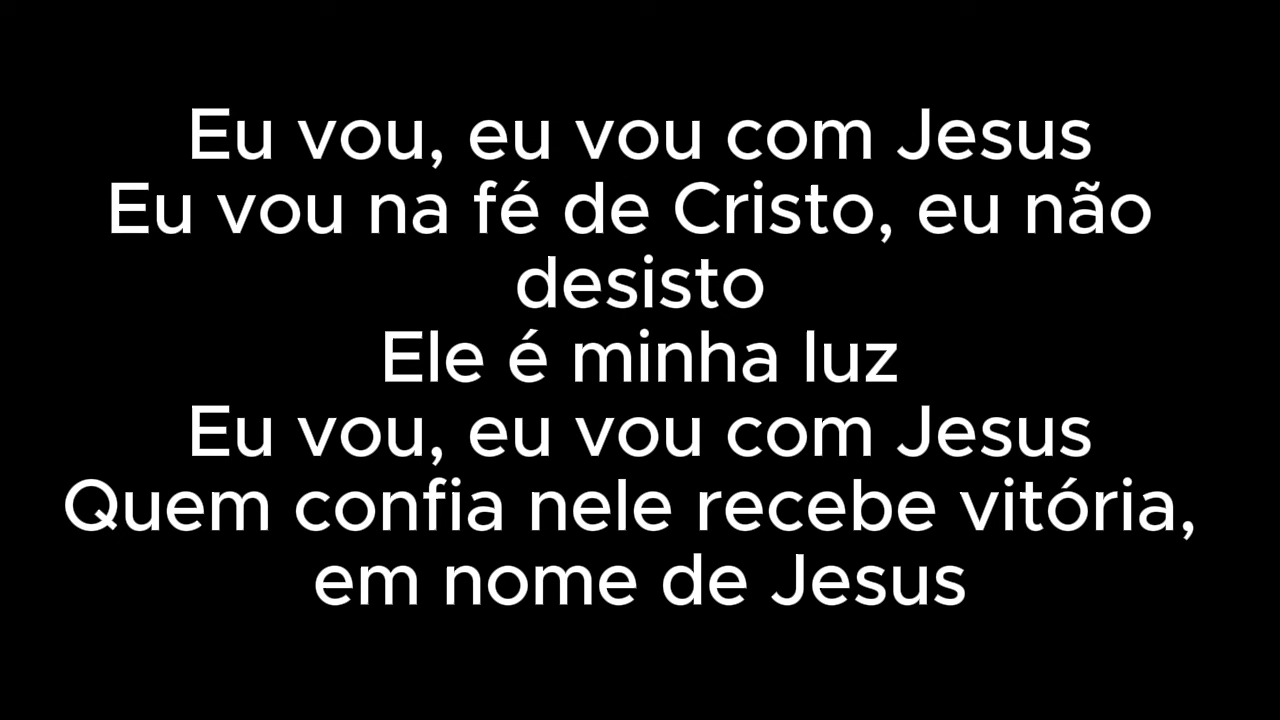 Eu vou, eu vou com Jesus
Eu vou na fé de Cristo, eu não
desisto
Ele é minha luz
Eu vou, eu vou com Jesus
Quem confia nele recebe vitória,
em nome de Jesus